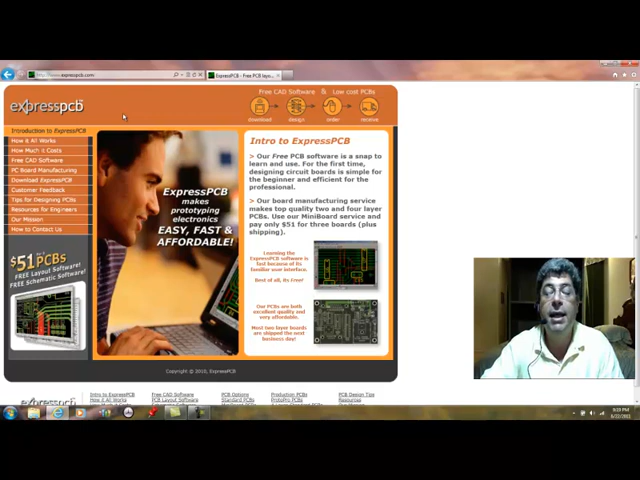 http://www.expresspcb.com/
ExpressPCB - Free PCB layo...
expresspcb
Free CAD Software & Low cost PCBs
download design order receive
Introduction to ExpressPCB
How it All Works
How Much it Costs
Free CAD Software
PC Board Manufacturing
Download ExpressPCB
Customer Feedback
Tips for Designing PCBs
Resources for Engineers
Our Mission
How to Contact Us
$51 PCBs
FREE Layout Software!
FREE Schematic Software!
ExpressPCB
makes
prototyping
electronics
EASY, FAST &
AFFORDABLE!
Intro to ExpressPCB
> Our Free PCB software is a snap to
learn and use. For the first time,
designing circuit boards is simple for
the beginner and efficient for the
professional.
> Our board manufacturing service
makes top quality two and four layer
PCBs. Use our MiniBoard service and
pay only $51 for three boards (plus
shipping).
Learning the
ExpressPCB software is
fast because of its
familiar user interface.
Best of all, its Free!
Our PCBs are both
excellent quality and
very affordable.
Most two layer boards
are shipped the next
business day!
Copyright © 2010, ExpressPCB
expresspcb
Intro to ExpressPCB
How it All Works
Free CAD Software
PCB Layout Software
PCB Options
Standard PCBs
Production PCBs
ProtoPro PCBs
PCB Design Tips
Resources